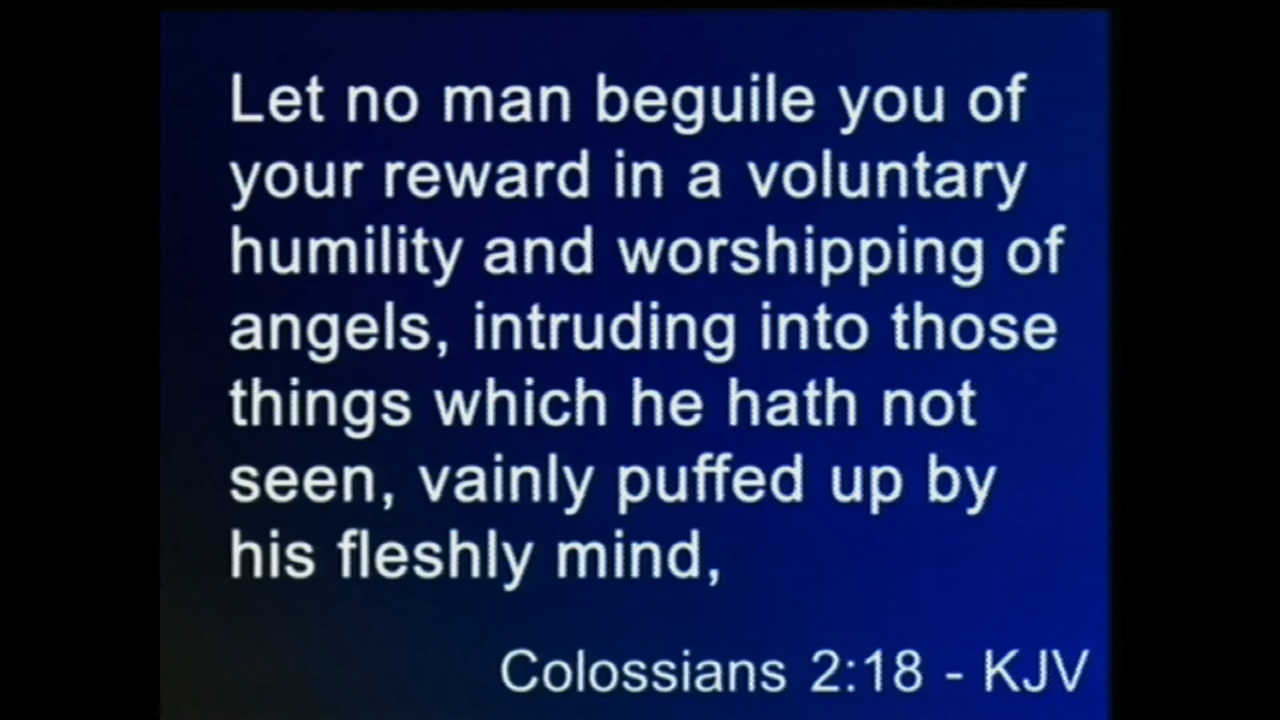 Let no man beguile you of
your reward in a voluntary
humility and worshipping of
angels, intruding into those
things which he hath not
seen, vainly puffed up by
his fleshly mind,
Colossians 2:18 - KJV